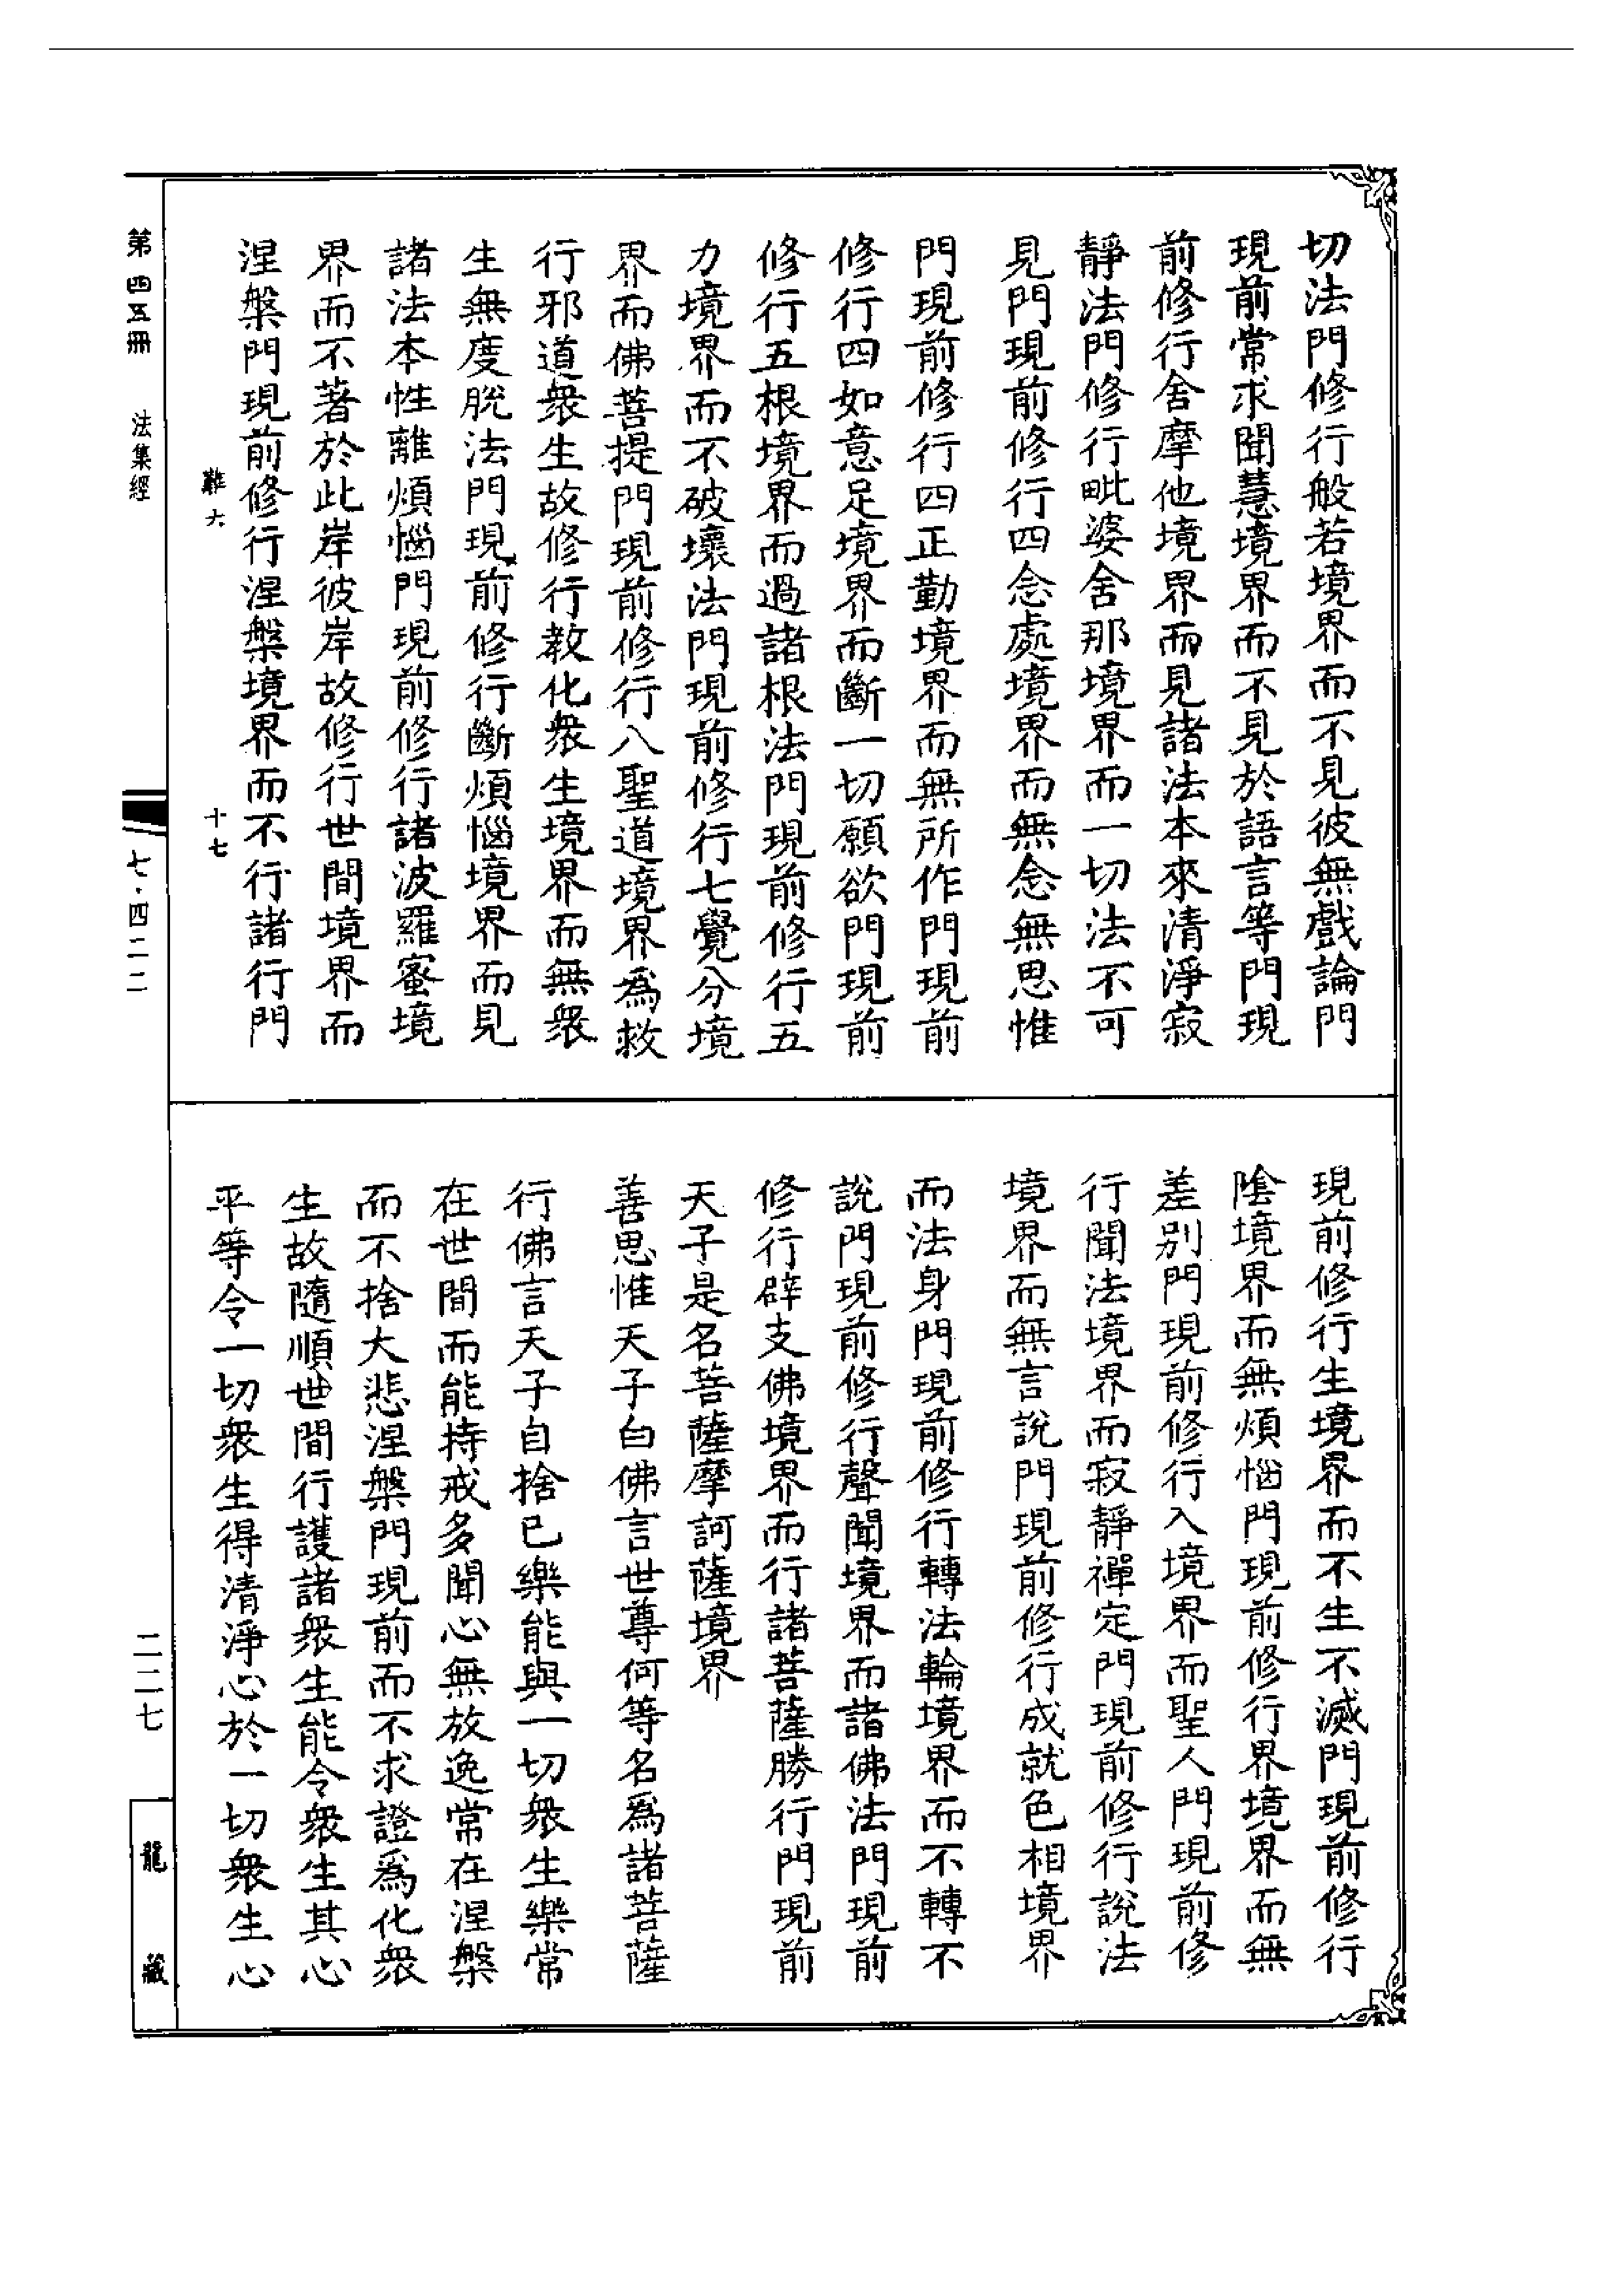 切法門修行般若境界而不見彼無戲論門
現前常求聞慧境界而不見於語言等門現
前修行舍摩他境界而見諸法本來清淨寂
靜法門修行毗婆舍那境界而一切法不可
見門現前修行四念處境界而無念無思惟
門現前修行四正勤境界而無所作門現前
修行四如意足境界而斷一切願欲門現前
修行五根境界而過諸根法門現前修行五
力境界而不破壞法門現前修行七覺分境
界而佛菩提門現前修行八聖道境界為救
行邪道眾生故修行教化眾生境界而無眾
生無度脫法門現前修行斷煩惱境界而見
諸法本性離煩惱門現前修行諸波羅蜜境
界而不著於此岸彼岸故修行世間境界而
涅槃門現前修行涅槃境界而不行諸行門
難六 十七
現前修行生境界而不生不滅門現前修行
陰境界而無煩惱門現前修行界境界而無
差別門現前修行入境界而聖人門現前修
行聞法境界而寂靜禪定門現前修行說法
境界而無言說門現前修行成就色相境界
而法身門現前修行轉法輪境界而不轉不
說門現前修行聲聞境界而諸佛法門現前
修行辟支佛境界而行諸菩薩勝行門現前
天子是名菩薩摩訶薩境界
善思惟天子白佛言世尊何等名為諸菩薩
行佛言天子自捨已樂能與一切眾生樂常
在世間而能持戒多聞心無放逸常在涅槃
而不捨大悲涅槃門現前而不求證為化眾
生故隨順世間行護諸眾生能令眾生其心
平等令一切眾生得清淨心於一切眾生心
第四五冊 法集經
七·四二二
二二七
龍藏